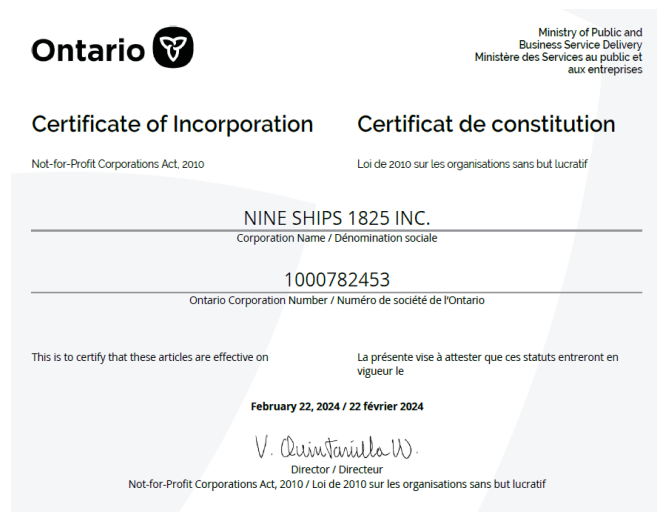 Ontario
Ministry of Public and
Business Service Delivery
Ministère des Services au public et
aux entreprises
Certificate of Incorporation
Certificat de constitution
Not-for-Profit Corporations Act, 2010
Loi de 2010 sur les organisations sans but lucratif
NINE SHIPS 1825 INC.
Corporation Name / Dénomination sociale
1000782453
Ontario Corporation Number / Numéro de société de l'Ontario
This is to certify that these articles are effective on
La présente vise à attester que ces statuts entreront en
vigueur le
February 22, 2024 / 22 février 2024
V. Quintanilla W.
Director / Directeur
Not-for-Profit Corporations Act, 2010 / Loi de 2010 sur les organisations sans but lucratif